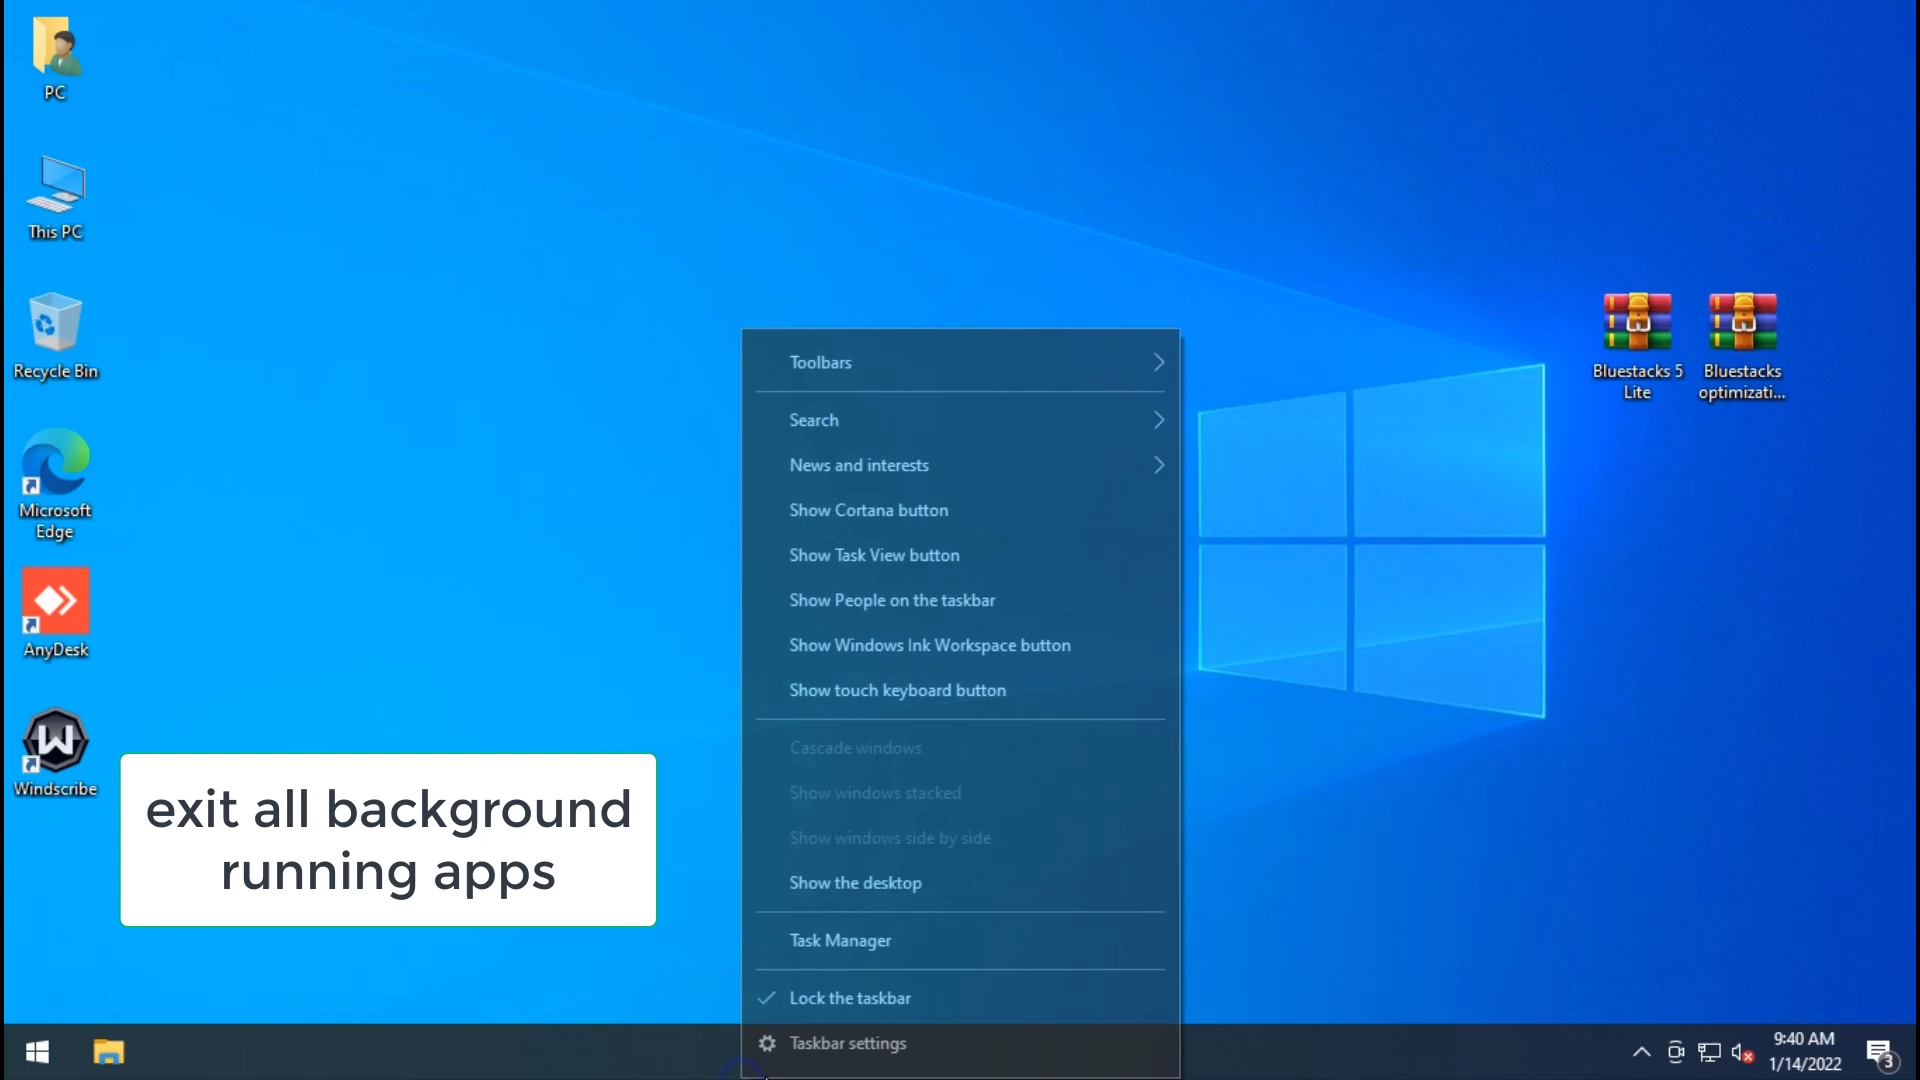 PC
This PC
Recycle Bin
Microsoft
Edge
AnyDesk
W
Windscribe
exit all background
running apps
Toolbars
Search
News and interests
Show Cortana button
Show Task View button
Show People on the taskbar
Show Windows Ink Workspace button
Show touch keyboard button
Cascade windows
Show windows stacked
Show windows side by side
Show the desktop
Task Manager
Lock the taskbar
Taskbar settings
Bluestacks 5
Lite
Bluestacks
optimizati...
9:40 AM
1/14/2022
3